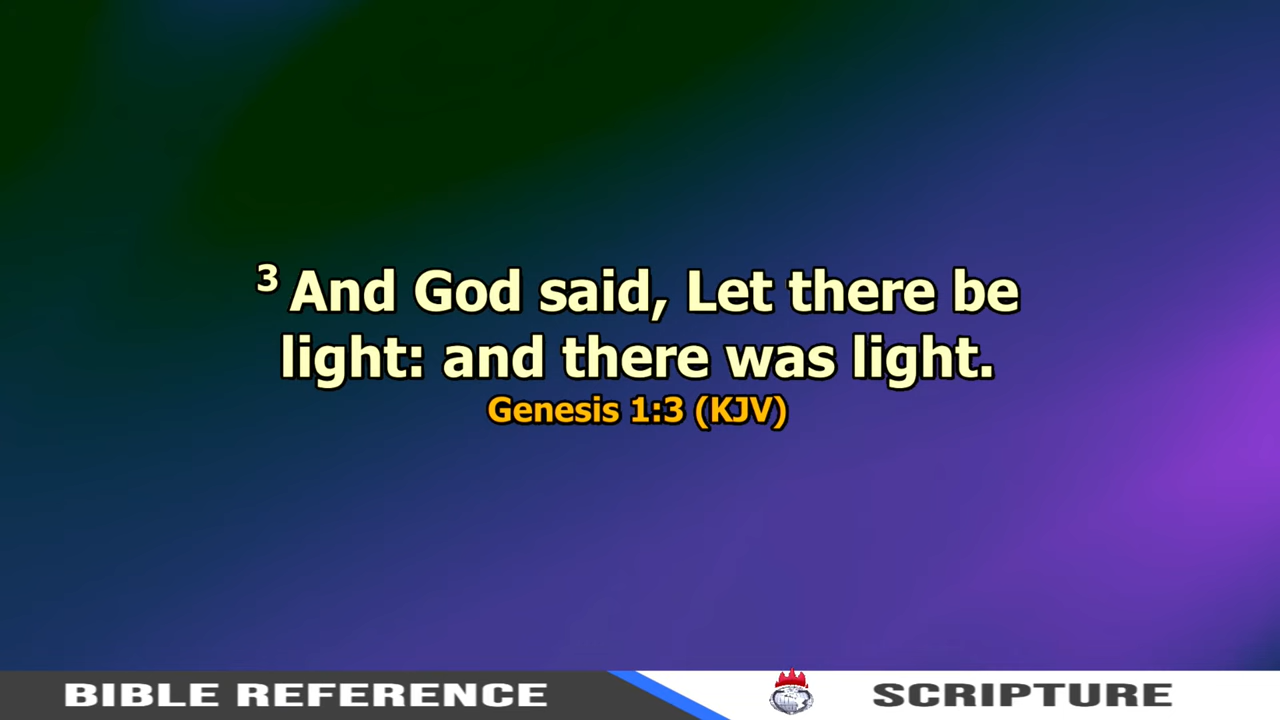 3 And God said, Let there be
light: and there was light.
Genesis 1:3 (KJV)
BIBLE REFERENCE
SCRIPTURE